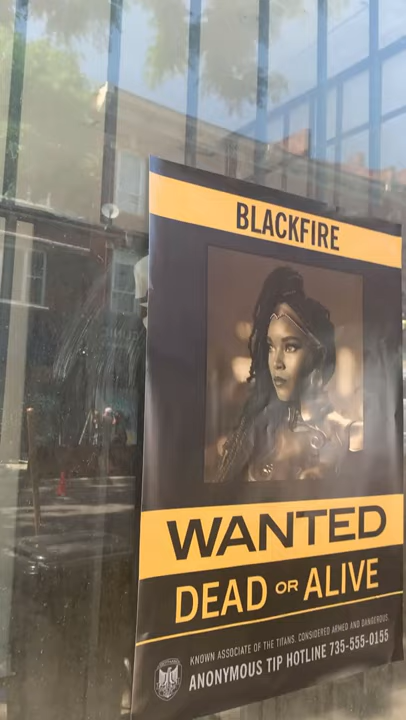 BLACKFIRE
WANTED
DEAD OR ALIVE
KNOWN ASSOCIATE OF THE TITANS. CONSIDERED ARMED AND DANGEROUS.
ANONYMOUS TIP HOTLINE 735-555-0155